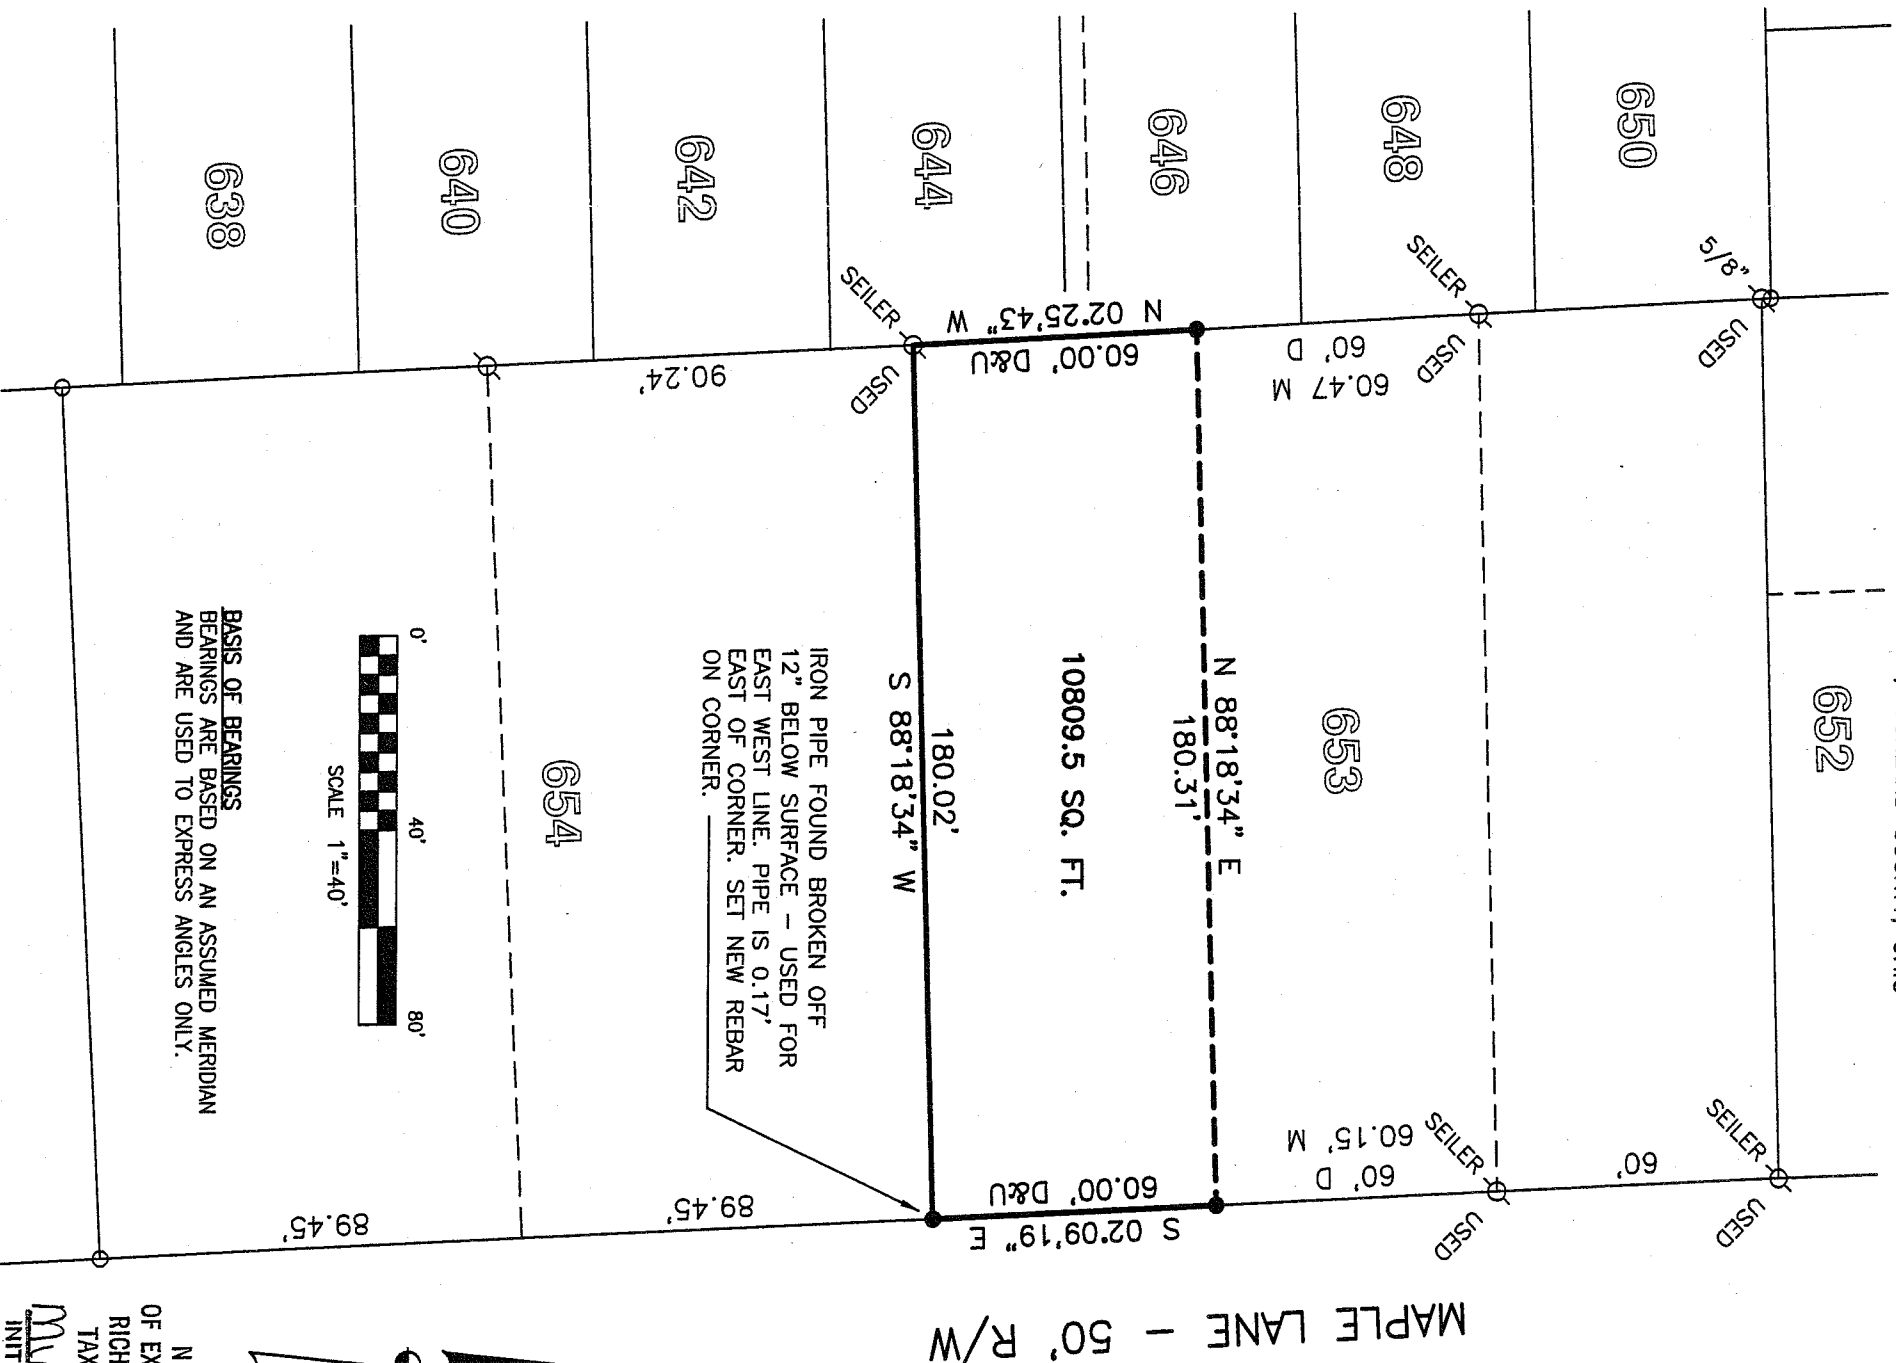 650
648
646
644
642
640
638
5/8"
USED
SEILER
USED
SEILER
USED
N 02°25'43" W
60.00' D&U
60' D
60.47 M
90.24'
652
653
654
N 88°18'34" E
180.31'
10809.5 SQ. FT.
180.02'
S 88°18'34" W
IRON PIPE FOUND BROKEN OFF
12" BELOW SURFACE - USED FOR
EAST WEST LINE. PIPE IS 0.17'
EAST OF CORNER. SET NEW REBAR
ON CORNER.
0'
40'
80'
SCALE 1"=40'
BASIS OF BEARINGS
BEARINGS ARE BASED ON AN ASSUMED MERIDIAN
AND ARE USED TO EXPRESS ANGLES ONLY.
SEILER
USED
60'
SEILER
USED
60.15' M
60' D
60.00' D&U
S 02°09'19" E
89.45'
89.45'
MAPLE LANE - 50' R/W
N
OF EX
RICH
TAX
INIT